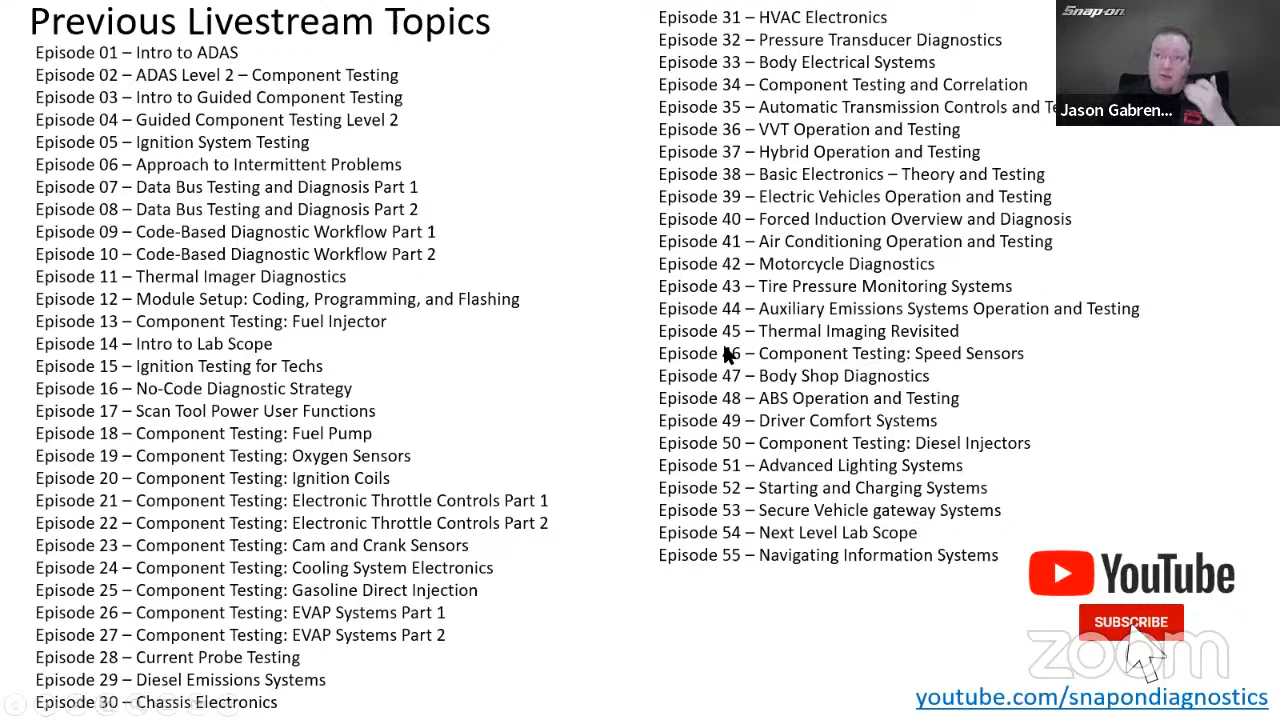 Previous Livestream Topics
Episode 01 – Intro to ADAS
Episode 02 – ADAS Level 2 – Component Testing
Episode 03 – Intro to Guided Component Testing
Episode 04 – Guided Component Testing Level 2
Episode 05 – Ignition System Testing
Episode 06 – Approach to Intermittent Problems
Episode 07 – Data Bus Testing and Diagnosis Part 1
Episode 08 – Data Bus Testing and Diagnosis Part 2
Episode 09 – Code-Based Diagnostic Workflow Part 1
Episode 10 – Code-Based Diagnostic Workflow Part 2
Episode 11 – Thermal Imager Diagnostics
Episode 12 – Module Setup: Coding, Programming, and Flashing
Episode 13 – Component Testing: Fuel Injector
Episode 14 – Intro to Lab Scope
Episode 15 – Ignition Testing for Techs
Episode 16 – No-Code Diagnostic Strategy
Episode 17 – Scan Tool Power User Functions
Episode 18 – Component Testing: Fuel Pump
Episode 19 – Component Testing: Oxygen Sensors
Episode 20 – Component Testing: Ignition Coils
Episode 21 – Component Testing: Electronic Throttle Controls Part 1
Episode 22 – Component Testing: Electronic Throttle Controls Part 2
Episode 23 – Component Testing: Cam and Crank Sensors
Episode 24 – Component Testing: Cooling System Electronics
Episode 25 – Component Testing: Gasoline Direct Injection
Episode 26 – Component Testing: EVAP Systems Part 1
Episode 27 – Component Testing: EVAP Systems Part 2
Episode 28 – Current Probe Testing
Episode 29 – Diesel Emissions Systems
Episode 30 – Chassis Electronics
Episode 31 – HVAC Electronics
Episode 32 – Pressure Transducer Diagnostics
Episode 33 – Body Electrical Systems
Episode 34 – Component Testing and Correlation
Episode 35 – Automatic Transmission Controls and
Episode 36 – VVT Operation and Testing
Episode 37 – Hybrid Operation and Testing
Episode 38 – Basic Electronics – Theory and Testing
Episode 39 – Electric Vehicles Operation and Testing
Episode 40 – Forced Induction Overview and Diagnosis
Episode 41 – Air Conditioning Operation and Testing
Episode 42 – Motorcycle Diagnostics
Episode 43 – Tire Pressure Monitoring Systems
Episode 44 – Auxiliary Emissions Systems Operation and Testing
Episode 45 – Thermal Imaging Revisited
Episode 46 – Component Testing: Speed Sensors
Episode 47 – Body Shop Diagnostics
Episode 48 – ABS Operation and Testing
Episode 49 – Driver Comfort Systems
Episode 50 – Component Testing: Diesel Injectors
Episode 51 – Advanced Lighting Systems
Episode 52 – Starting and Charging Systems
Episode 53 – Secure Vehicle gateway Systems
Episode 54 – Next Level Lab Scope
Episode 55 – Navigating Information Systems
Snap-on
Jason Gabren...
YouTube
SUBSCRIBE
zoom
youtube.com/snapondiagnostics